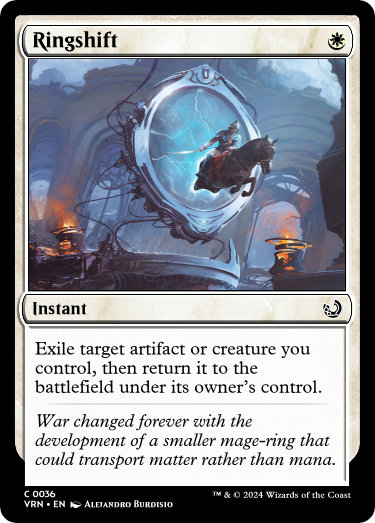 Ringshift
Instant
Exile target artifact or creature you
control, then return it to the
battlefield under its owner's control.
War changed forever with the
development of a smaller mage-ring that
could transport matter rather than mana.
C 0036
VRN • EN Alejandro Burdisio
™ & © 2024 Wizards of the Coast